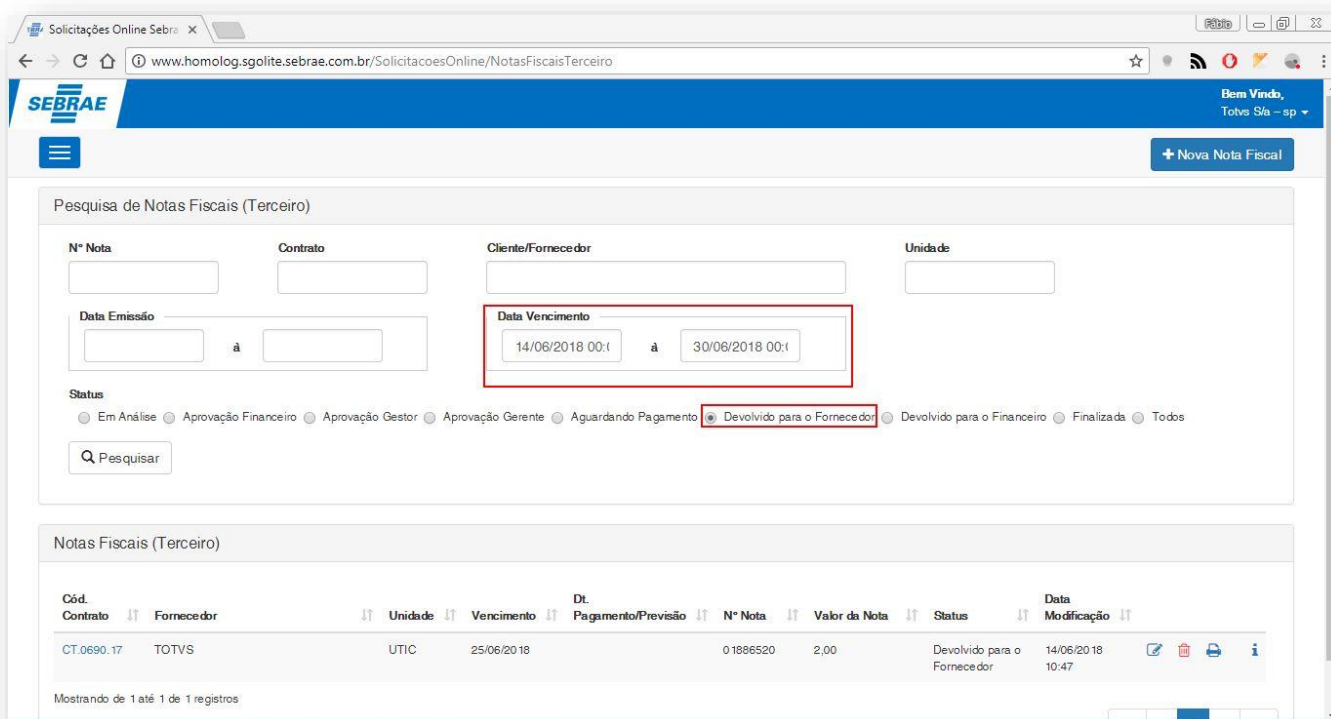 Solicitações Online Sebra
Fábio
www.homolog.sgolite.sebrae.com.br/SolicitacoesOnline/NotasFiscaisTerceiro
SEBRAE
Bem Vindo,
Totvs S/a – sp
+ Nova Nota Fiscal
Pesquisa de Notas Fiscais (Terceiro)
N° Nota Contrato Cliente/Fornecedor Unidade
Data Emissão Data Vencimento
à 14/06/2018 00:( à 30/06/2018 00:(
Status
Em Análise Aprovação Financeiro Aprovação Gestor Aprovação Gerente Aguardando Pagamento Devolvido para o Fornecedor Devolvido para o Financeiro Finalizada Todos
Pesquisar
Notas Fiscais (Terceiro)
Cód. Dt. Data
Contrato Fornecedor Unidade Vencimento Pagamento/Previsão N° Nota Valor da Nota Status Modificação
CT.0690.17 TOTVS UTIC 25/06/2018 01886520 2,00 Devolvido para o 14/06/2018
Fornecedor 10:47
Mostrando de 1 até 1 de 1 registros